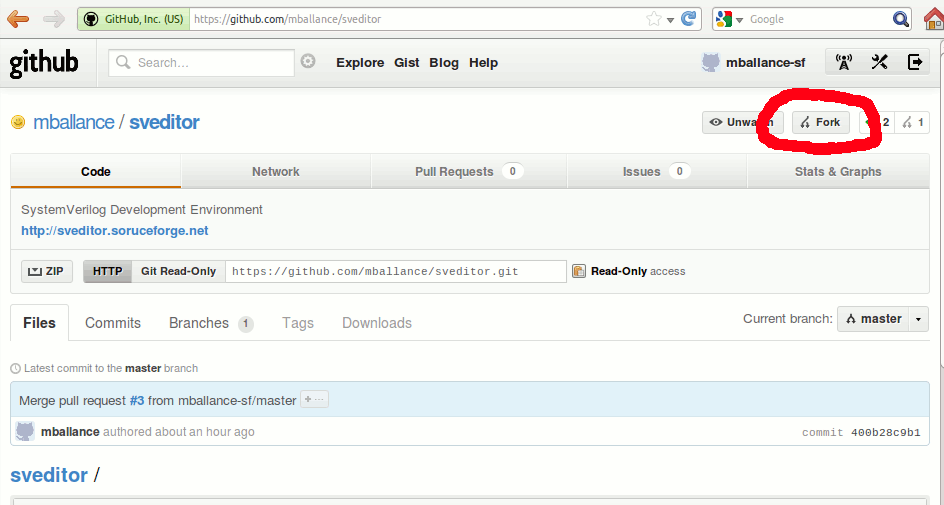 GitHub, Inc. (US) https://github.com/mballance/sveditor Google
github Search... Explore Gist Blog Help mballance-sf
mballance / sveditor Fork 2 1
Code Network Pull Requests 0 Issues 0 Stats & Graphs
SystemVerilog Development Environment
http://sveditor.soruceforge.net
ZIP HTTP Git Read-Only https://github.com/mballance/sveditor.git Read-Only access
Files Commits Branches 1 Tags Downloads Current branch: master
Latest commit to the master branch
Merge pull request #3 from mballance-sf/master + ...
mballance authored about an hour ago commit 400b28c9b1
sveditor /